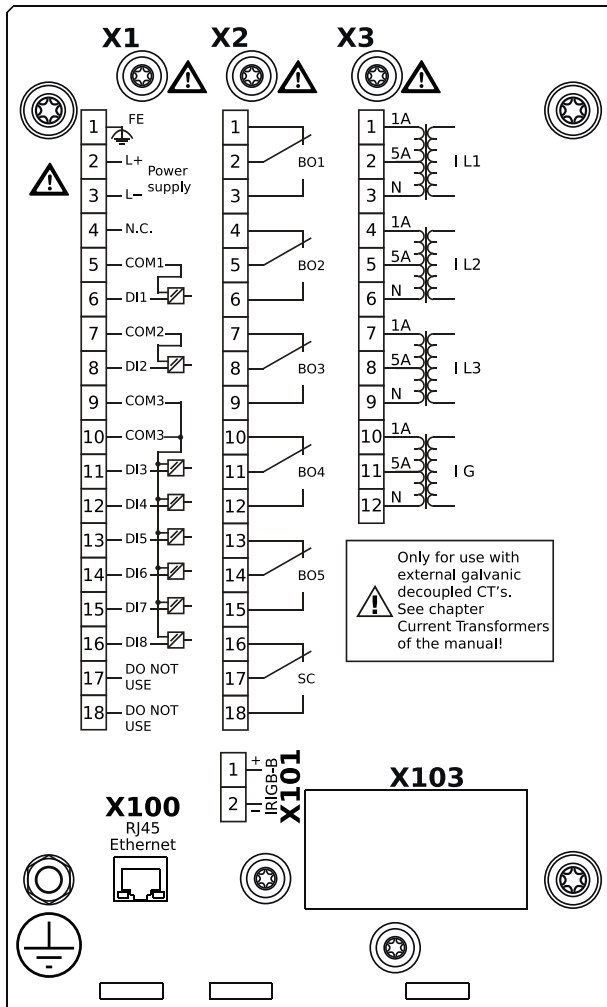 X1 X2 X3
1 FE
2 L+ Power
supply
3 L−
4 N.C.
5 COM1
6 DI1
7 COM2
8 DI2
9 COM3
10 COM3
11 DI3
12 DI4
13 DI5
14 DI6
15 DI7
16 DI8
17 DO NOT
USE
18 DO NOT
USE
1
2 BO1
3
4
5 BO2
6
7
8 BO3
9
10
11 BO4
12
13
14 BO5
15
16
17 SC
18
1 1A
2 5A I L1
3 N
4 1A
5 5A I L2
6 N
7 1A
8 5A I L3
9 N
10 1A
11 5A I G
12 N
Only for use with
external galvanic
decoupled CT's.
See chapter
Current Transformers
of the manual!
1 +
2 −
IRIGB-B
X101
X100
RJ45
Ethernet
X103